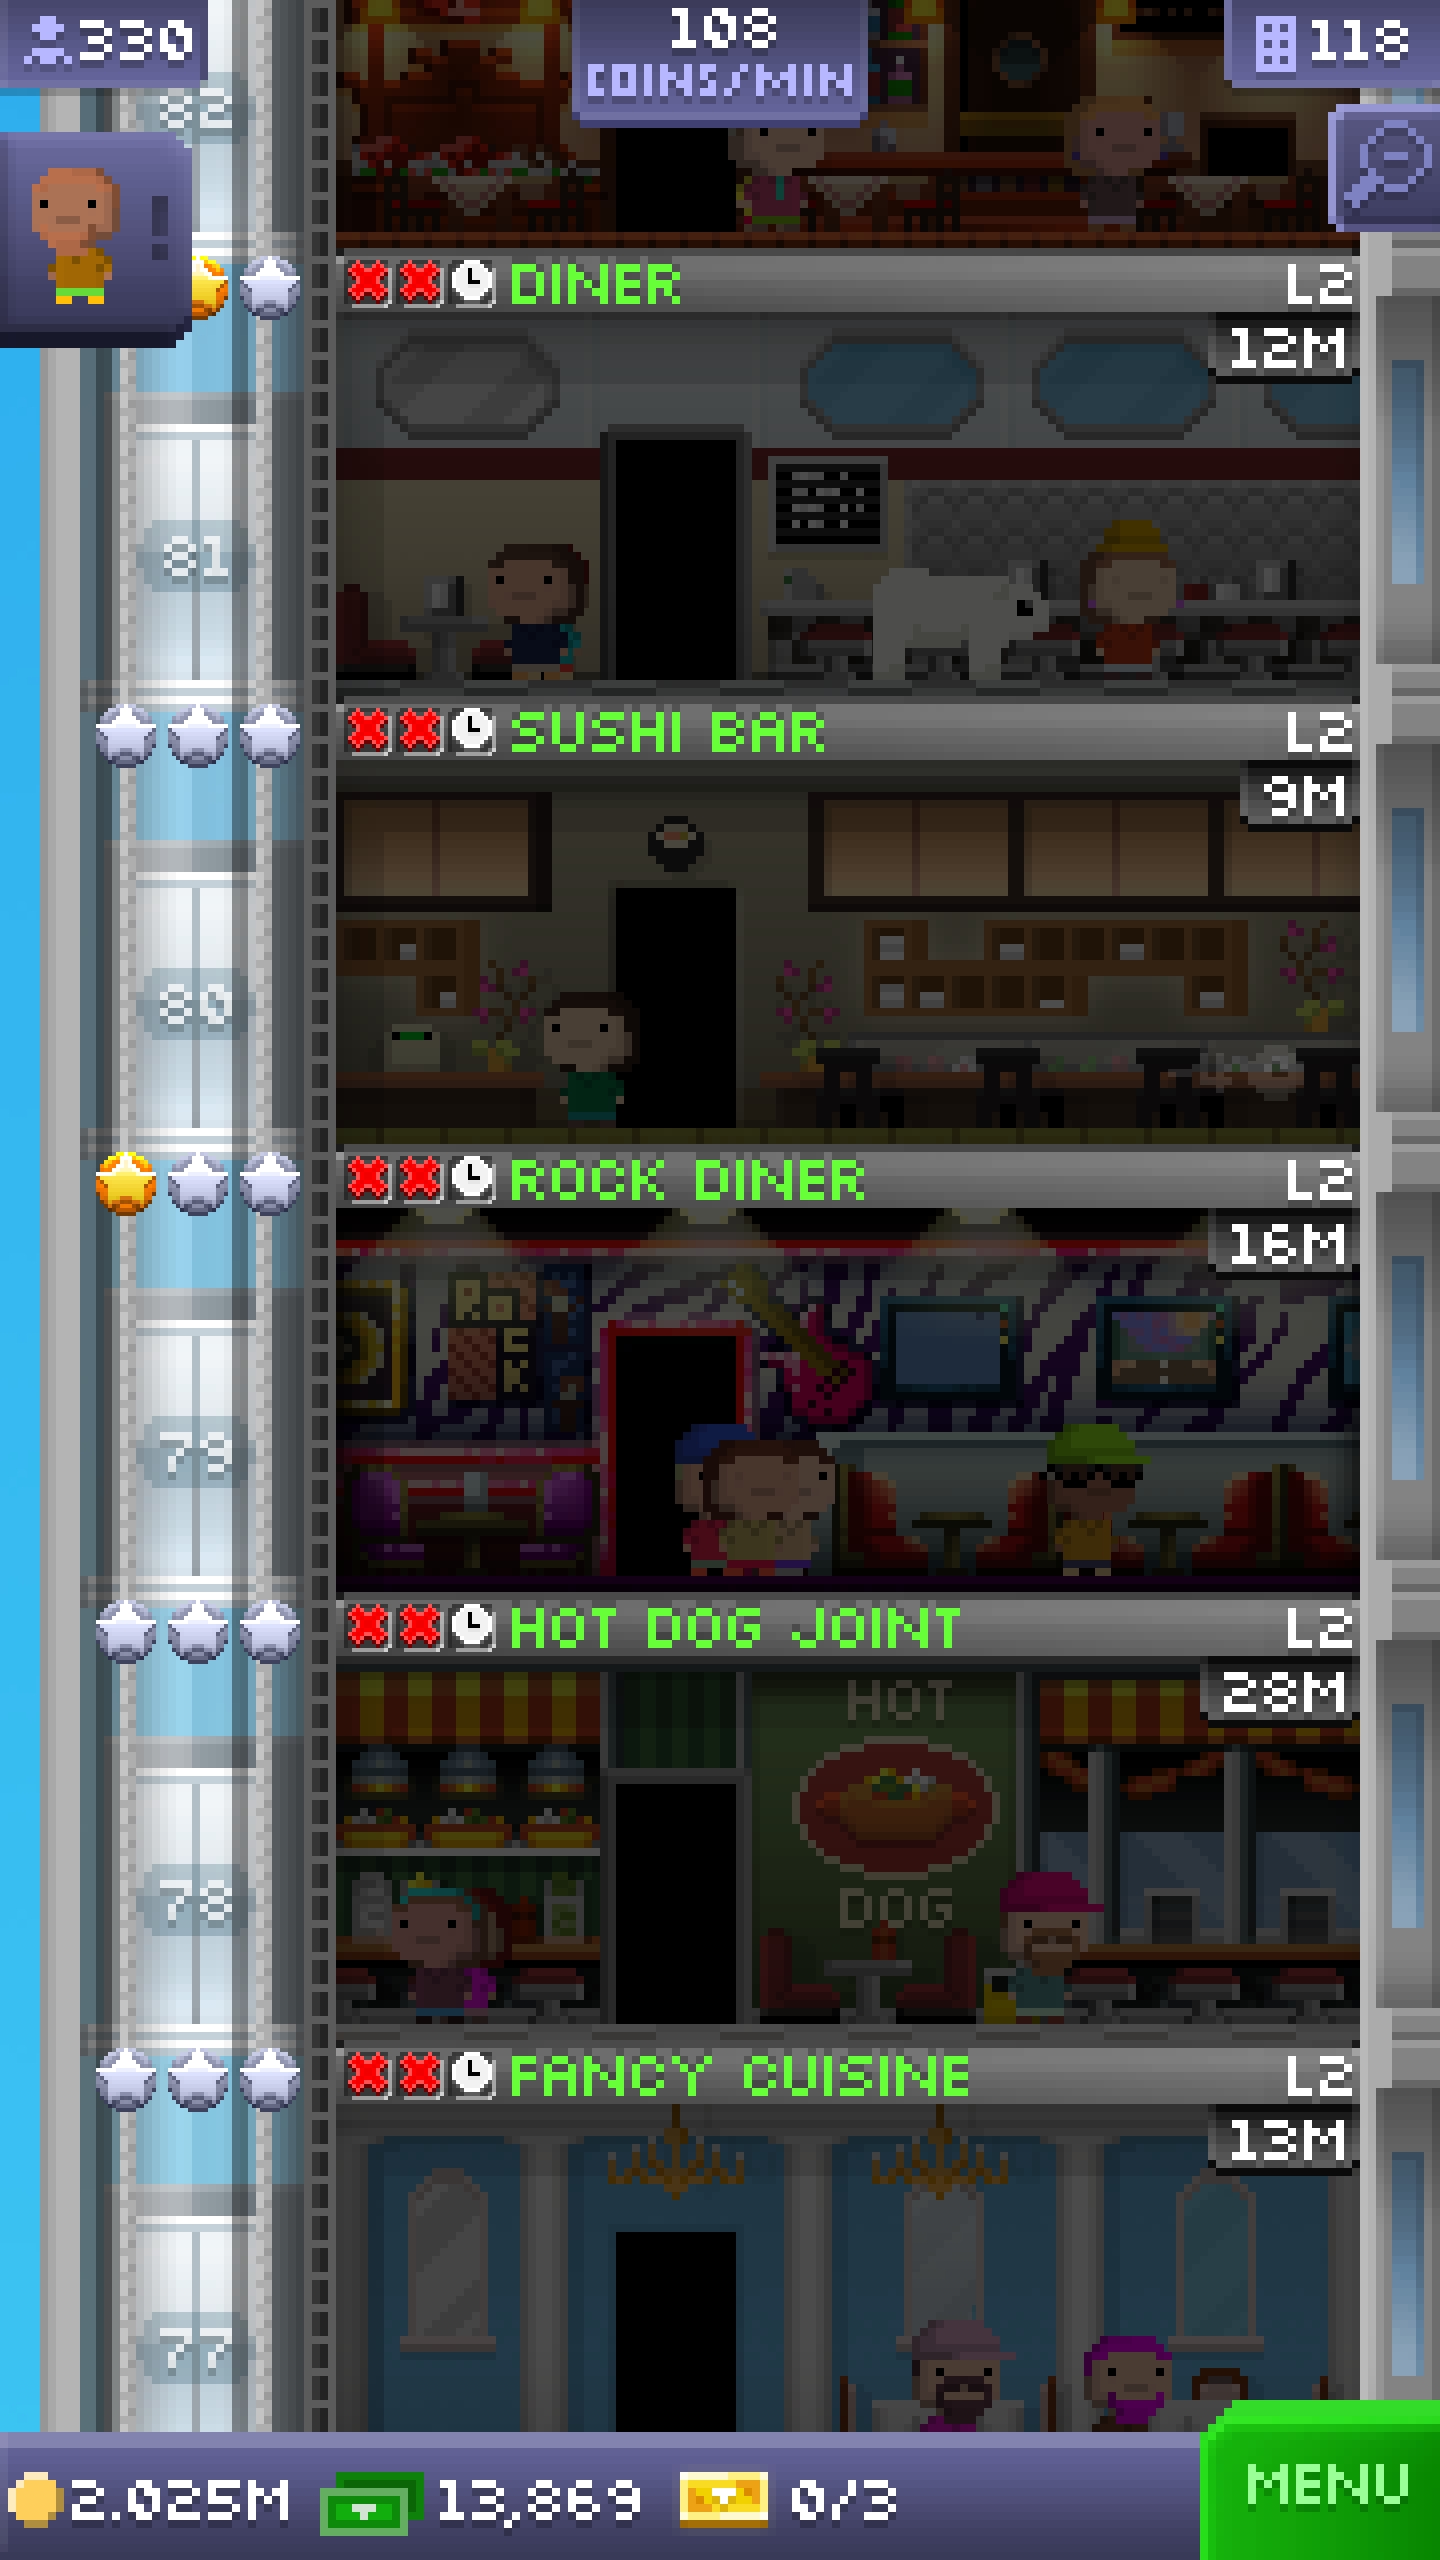 330
108
COINS/MIN
118
82
DINER
L2
12M
81
SUSHI BAR
L2
9M
80
ROCK DINER
L2
16M
ROCK
79
HOT DOG JOINT
L2
28M
HOT
DOG
78
FANCY CUISINE
L2
13M
77
2.025M
13,869
0/3
MENU